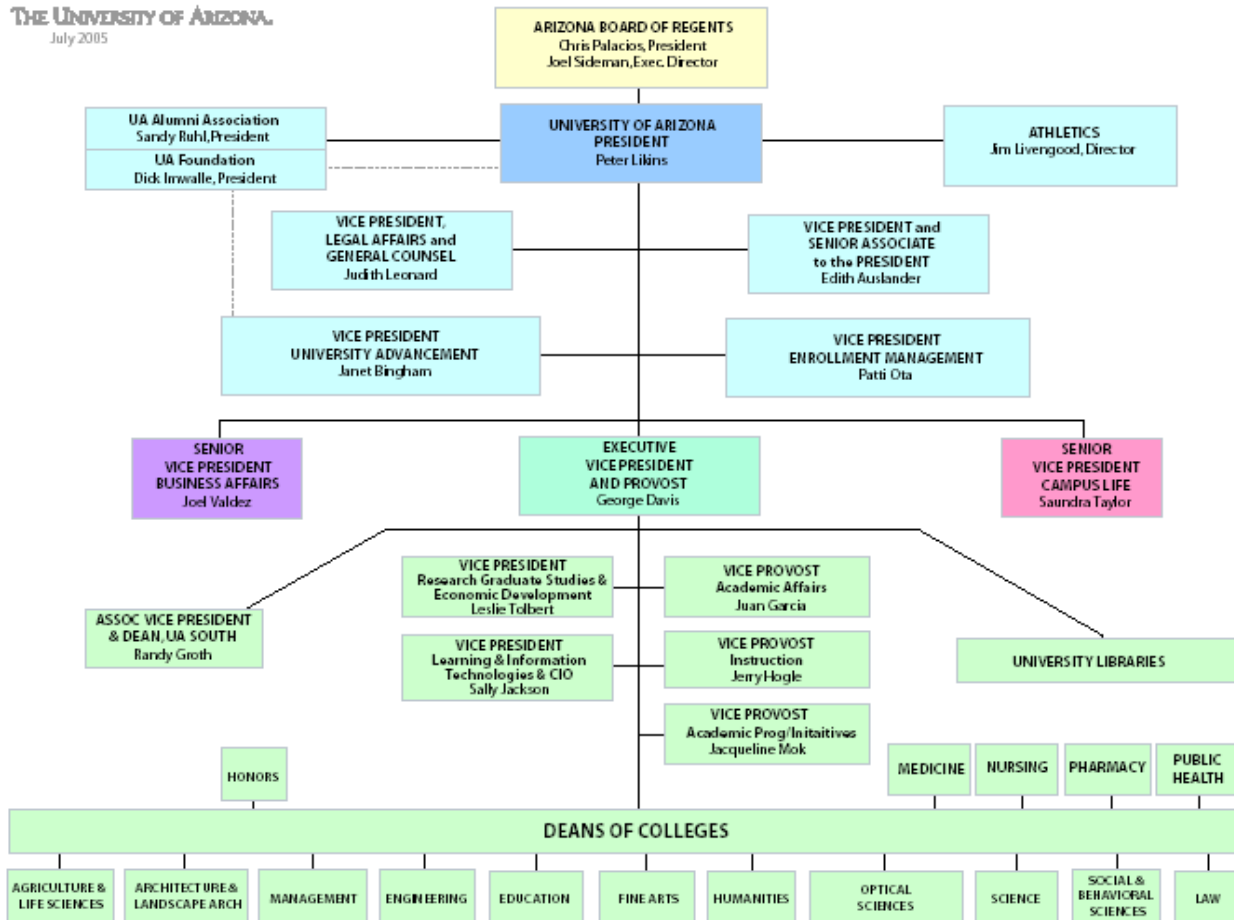 THE UNIVERSITY OF ARIZONA.
July 2005
ARIZONA BOARD OF REGENTS
Chris Palacios, President
Joel Sideman, Exec. Director
UA Alumni Association
Sandy Ruhl, President
UA Foundation
Dick Imwalle, President
UNIVERSITY OF ARIZONA
PRESIDENT
Peter Likins
ATHLETICS
Jim Livengood, Director
VICE PRESIDENT,
LEGAL AFFAIRS and
GENERAL COUNSEL
Judith Leonard
VICE PRESIDENT and
SENIOR ASSOCIATE
to the PRESIDENT
Edith Auslander
VICE PRESIDENT
UNIVERSITY ADVANCEMENT
Janet Bingham
VICE PRESIDENT
ENROLLMENT MANAGEMENT
Patti Ota
SENIOR
VICE PRESIDENT
BUSINESS AFFAIRS
Joel Valdez
EXECUTIVE
VICE PRESIDENT
AND PROVOST
George Davis
SENIOR
VICE PRESIDENT
CAMPUS LIFE
Saundra Taylor
VICE PRESIDENT
Research Graduate Studies &
Economic Development
Leslie Tolbert
VICE PROVOST
Academic Affairs
Juan Garcia
ASSOC VICE PRESIDENT
& DEAN, UA SOUTH
Randy Groth
VICE PRESIDENT
Learning & Information
Technologies & CIO
Sally Jackson
VICE PROVOST
Instruction
Jerry Hogle
UNIVERSITY LIBRARIES
VICE PROVOST
Academic Prog/Initaitives
Jacqueline Mok
HONORS
MEDICINE
NURSING
PHARMACY
PUBLIC
HEALTH
DEANS OF COLLEGES
AGRICULTURE &
LIFE SCIENCES
ARCHITECTURE &
LANDSCAPE ARCH
MANAGEMENT
ENGINEERING
EDUCATION
FINE ARTS
HUMANITIES
OPTICAL
SCIENCES
SCIENCE
SOCIAL &
BEHAVIORAL
SCIENCES
LAW